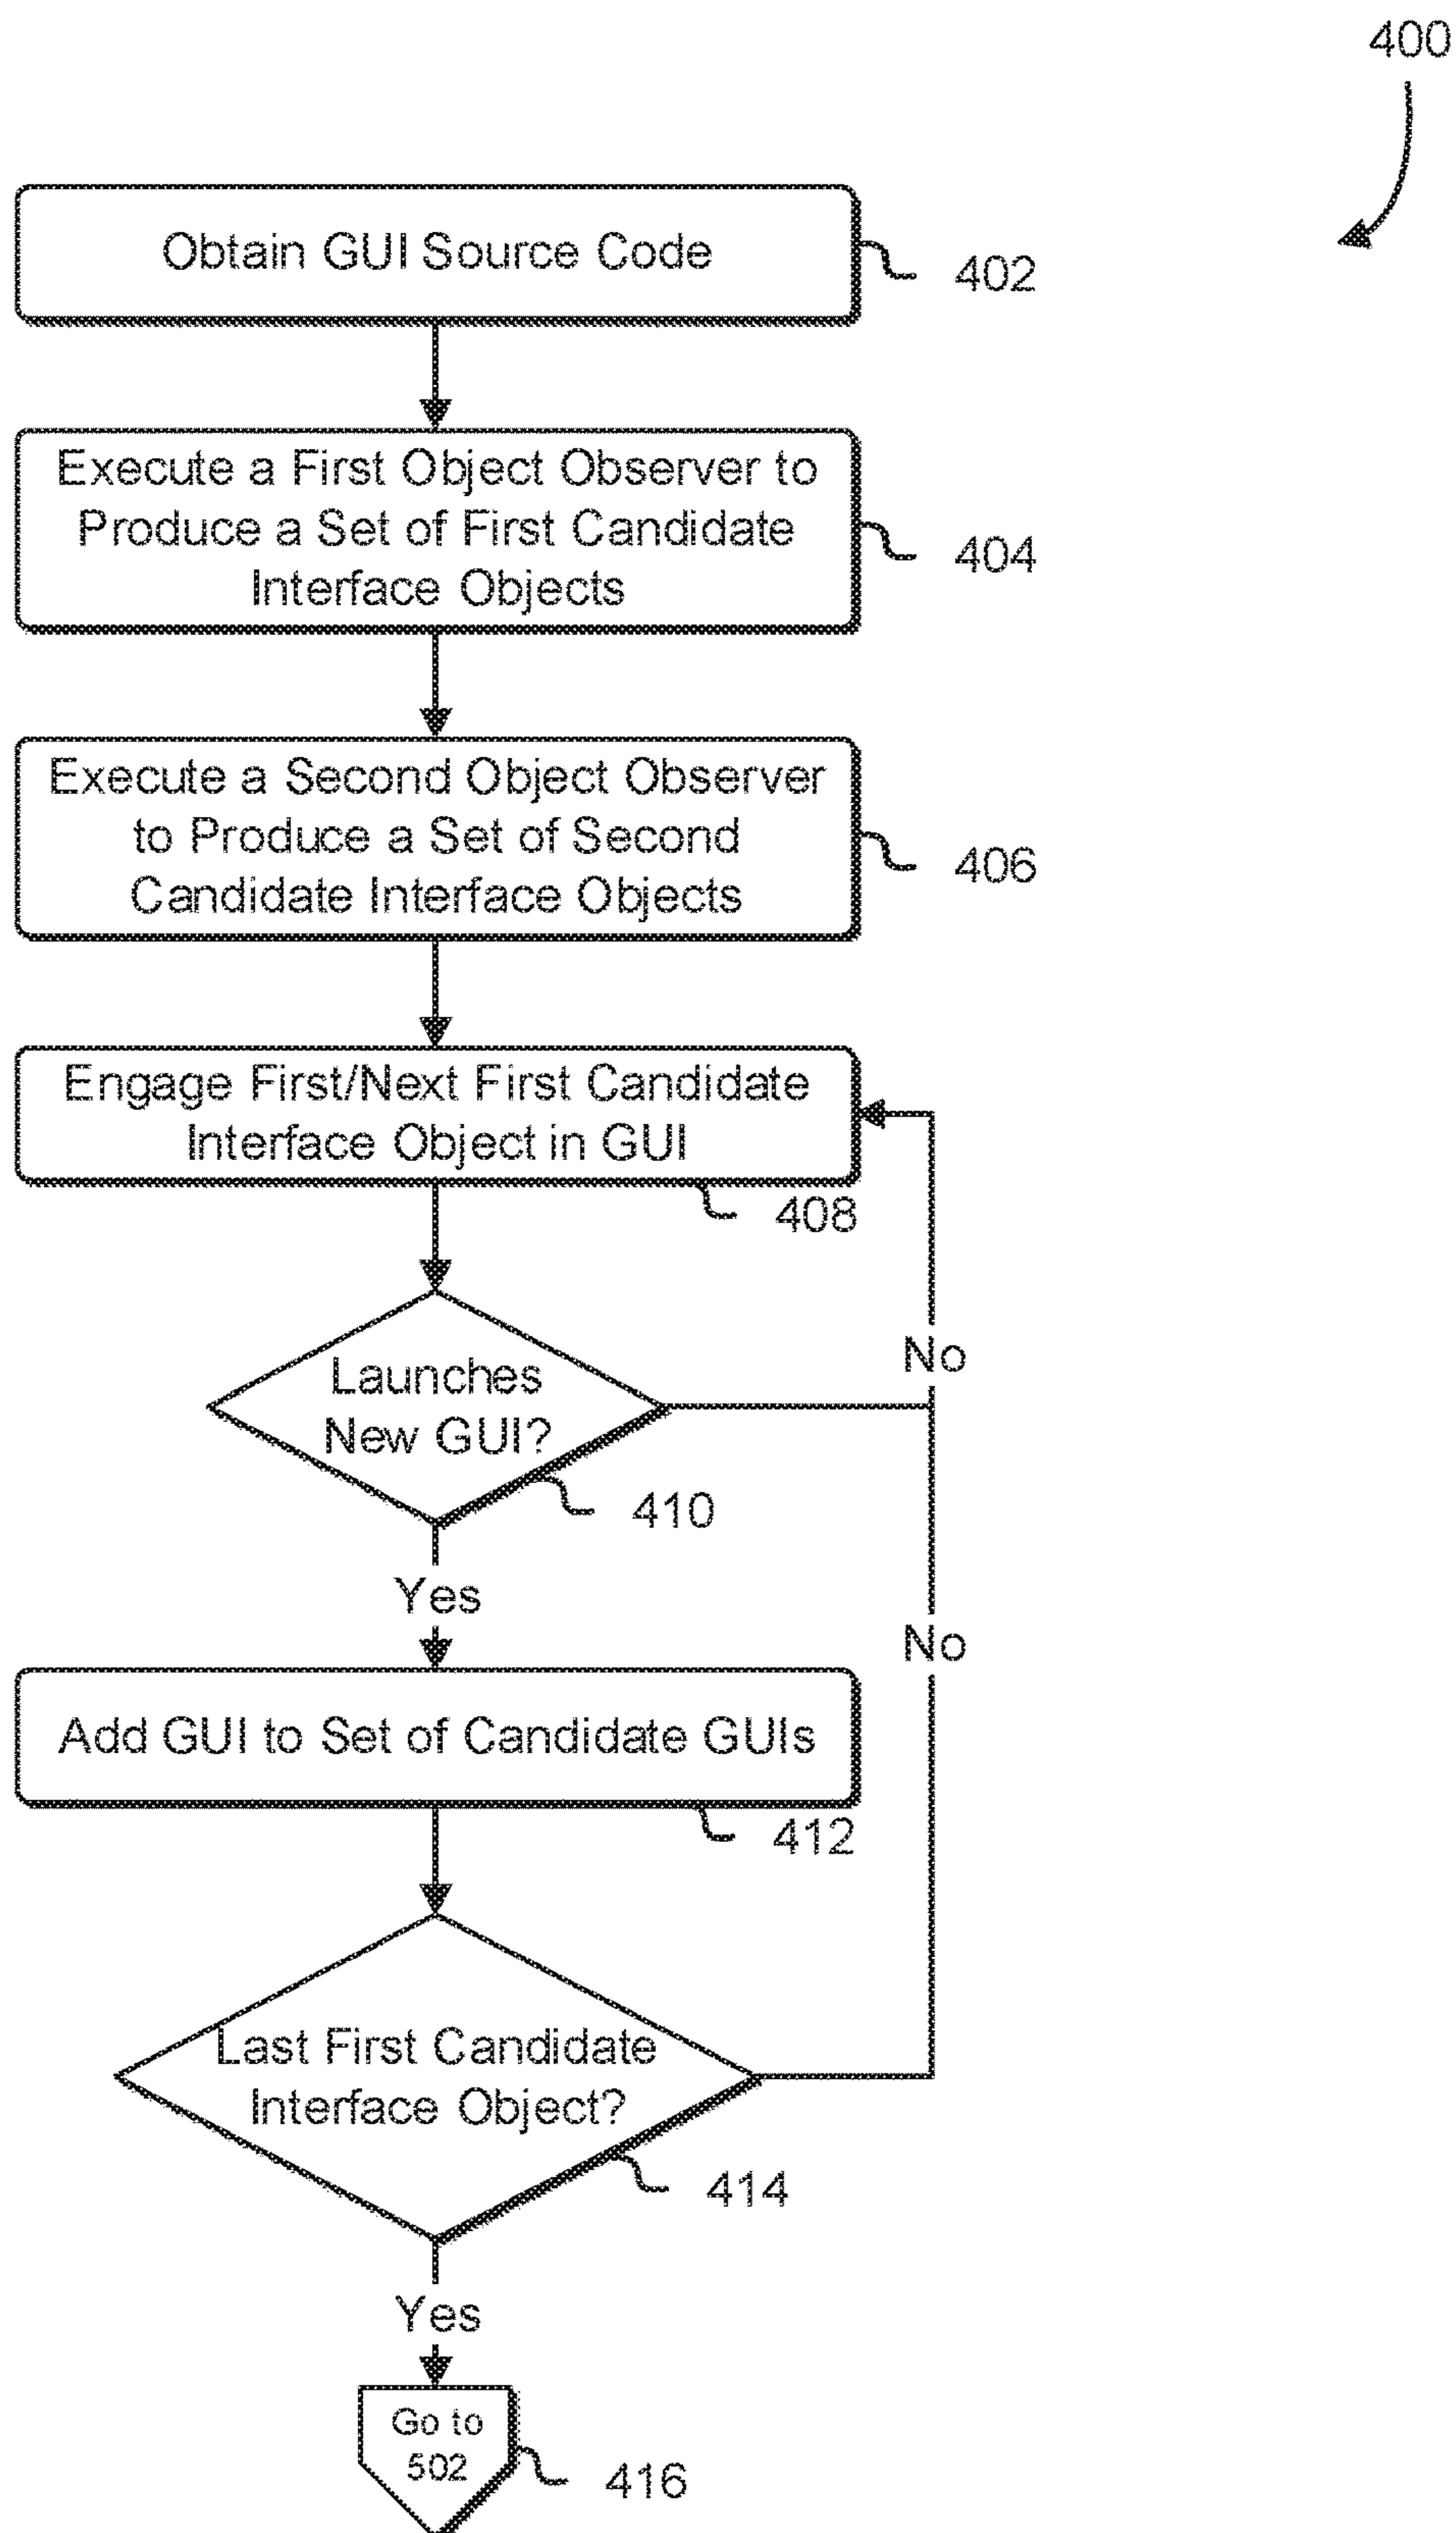 400
Obtain GUI Source Code
402
Execute a First Object Observer to
Produce a Set of First Candidate
Interface Objects
404
Execute a Second Object Observer
to Produce a Set of Second
Candidate Interface Objects
406
Engage First/Next First Candidate
Interface Object in GUI
408
Launches
New GUI?
No
410
Yes
No
Add GUI to Set of Candidate GUIs
412
Last First Candidate
Interface Object?
414
Yes
Go to
502
416